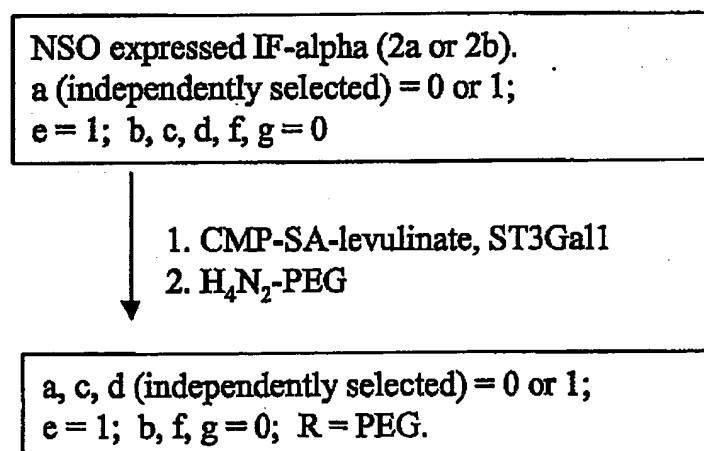 NSO expressed IF-alpha (2a or 2b).
a (independently selected) = 0 or 1;
e = 1; b, c, d, f, g = 0
1. CMP-SA-levulinate, ST3Gal1
2. H₄N₂-PEG
a, c, d (independently selected) = 0 or 1;
e = 1; b, f, g = 0; R = PEG.